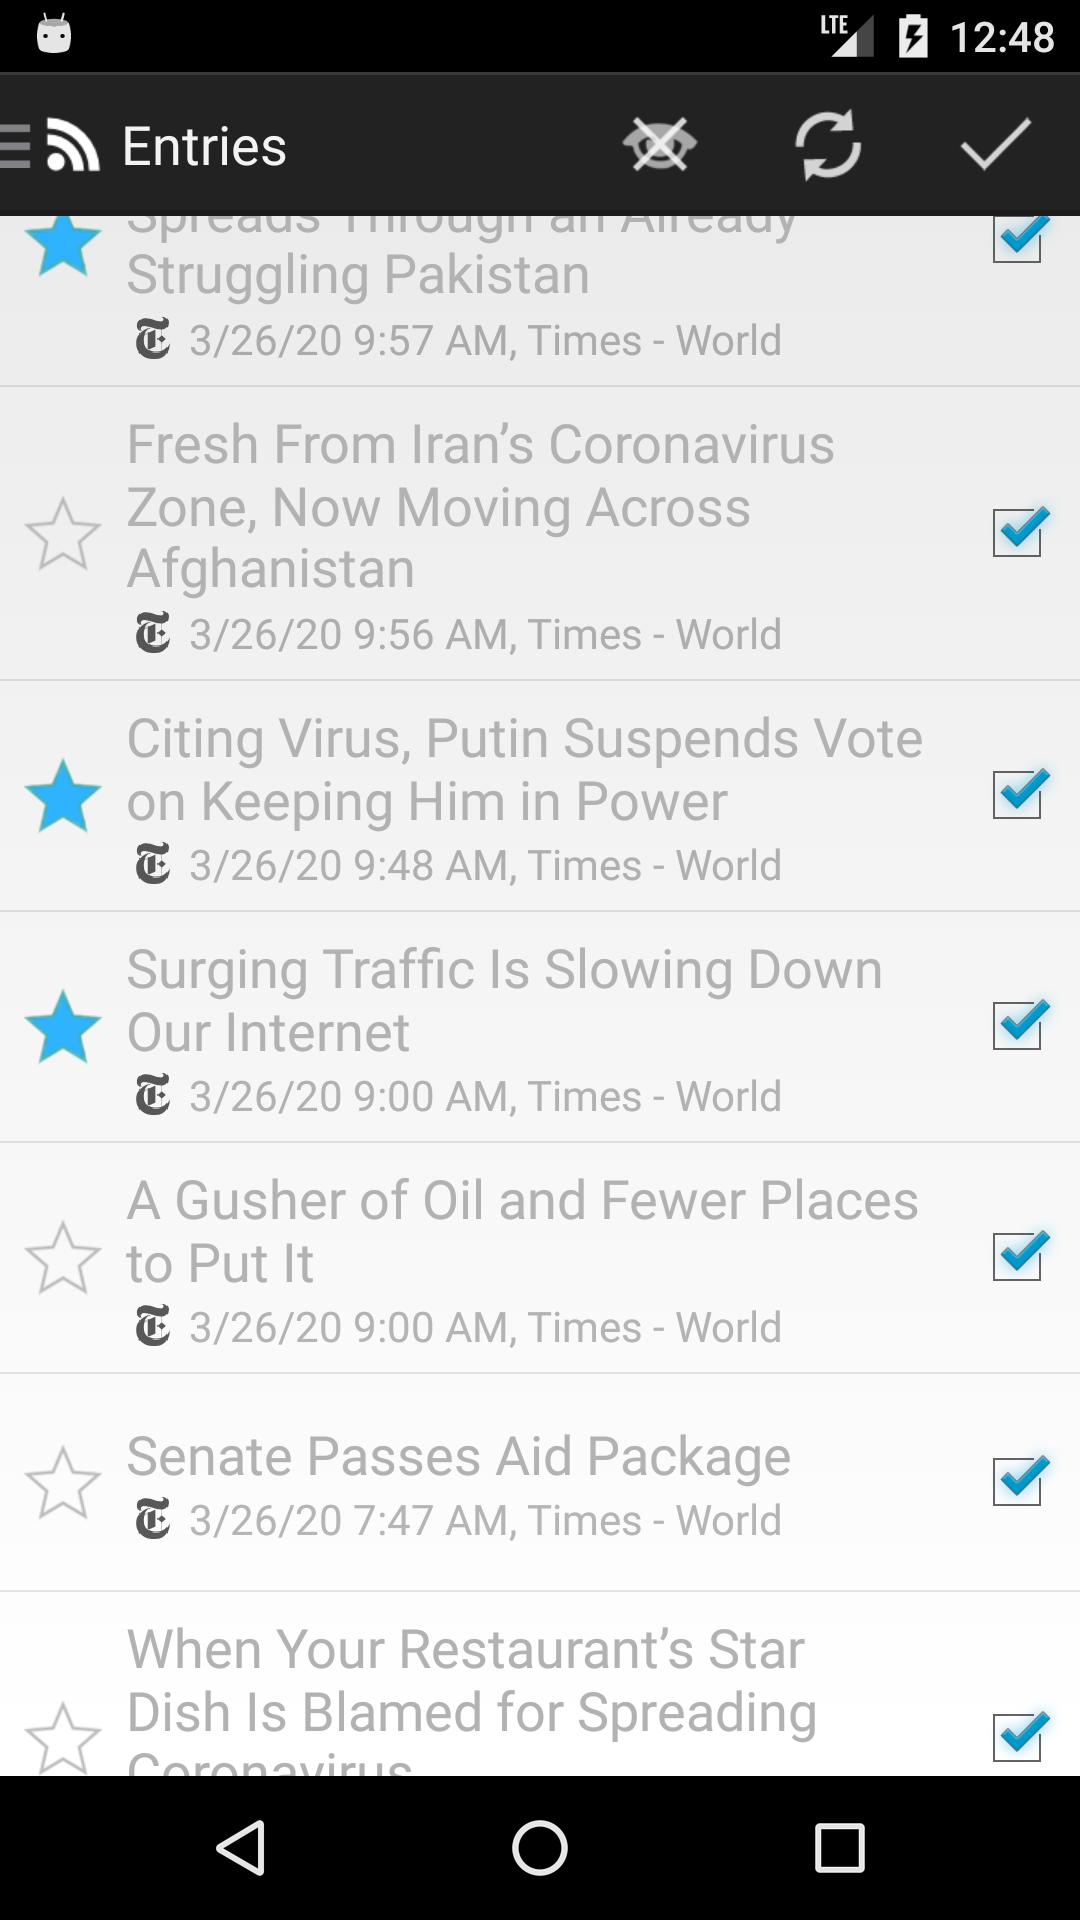 LTE 12:48
Entries
Spreads Through an Already
Struggling Pakistan
3/26/20 9:57 AM, Times - World
Fresh From Iran’s Coronavirus
Zone, Now Moving Across
Afghanistan
3/26/20 9:56 AM, Times - World
Citing Virus, Putin Suspends Vote
on Keeping Him in Power
3/26/20 9:48 AM, Times - World
Surging Traffic Is Slowing Down
Our Internet
3/26/20 9:00 AM, Times - World
A Gusher of Oil and Fewer Places
to Put It
3/26/20 9:00 AM, Times - World
Senate Passes Aid Package
3/26/20 7:47 AM, Times - World
When Your Restaurant’s Star
Dish Is Blamed for Spreading
Coronavirus